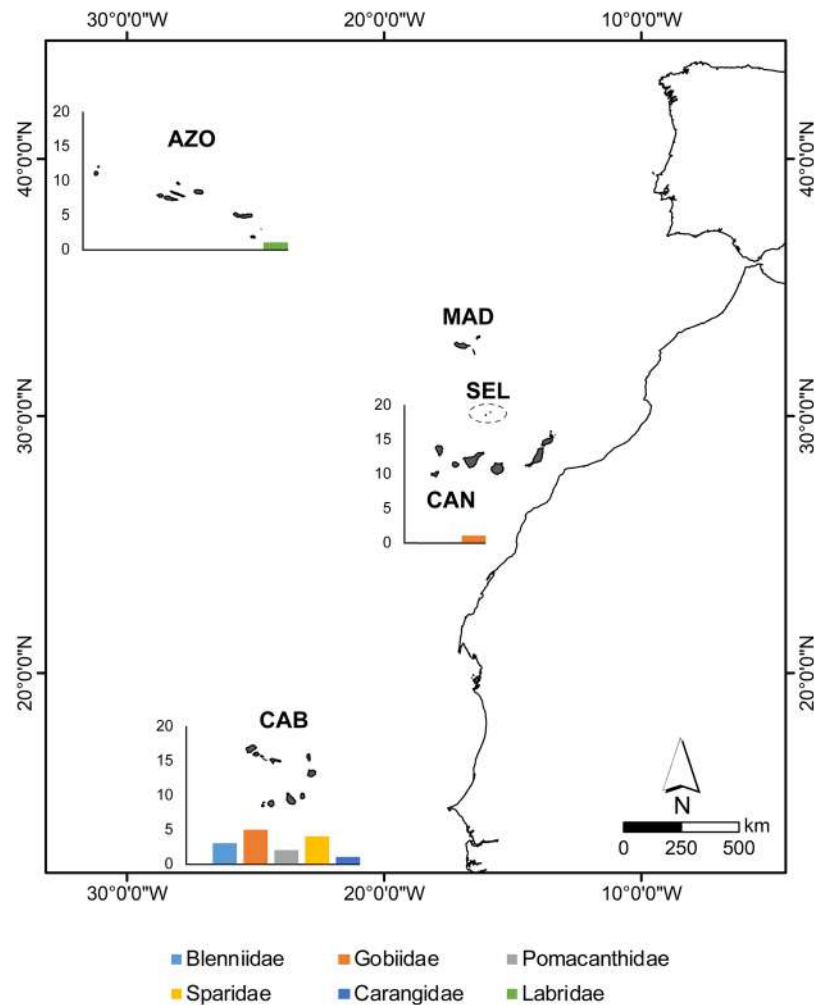 30°0'0"W 20°0'0"W 10°0'0"W
40°0'0"N 40°0'0"N
20
15
10
5
0
AZO
MAD
SEL
30°0'0"N 30°0'0"N
20
15
10
5
0
CAN
20°0'0"N 20°0'0"N
CAB
20
15
10
5
0
N
km
0 250 500
30°0'0"W 20°0'0"W 10°0'0"W
Blenniidae Gobiidae Pomacanthidae
Sparidae Carangidae Labridae